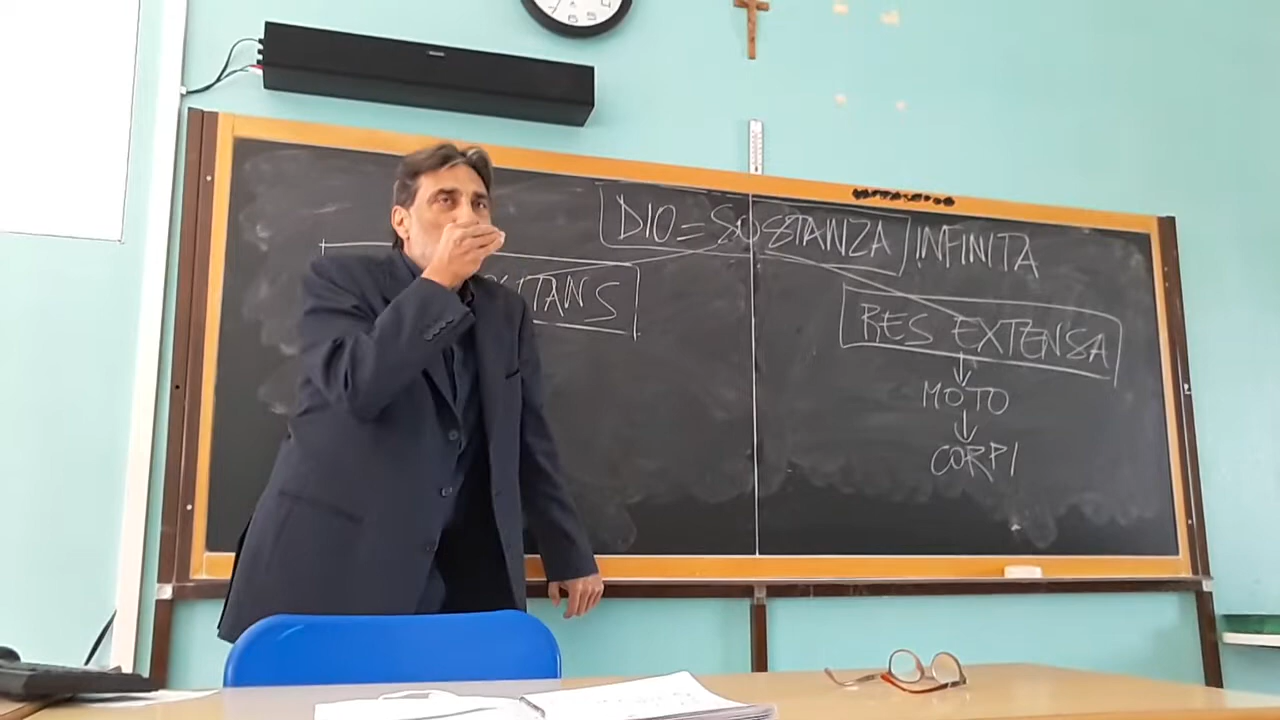 DIO = SOSTANZA INFINITA
RES EXTENSA
MOTO
CORPI